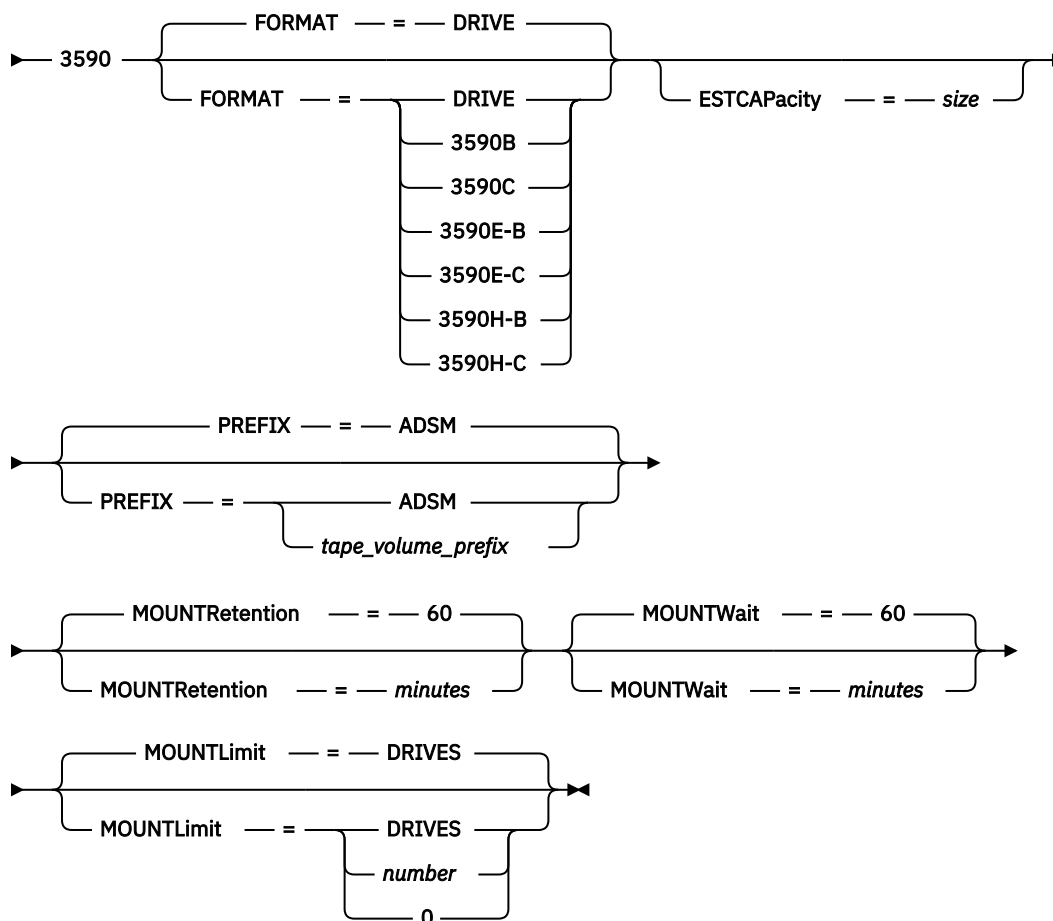 FORMAT = DRIVE
3590
FORMAT = DRIVE
ESTCAPacity = size
3590B
3590C
3590E-B
3590E-C
3590H-B
3590H-C
PREFIX = ADSM
PREFIX = ADSM
tape_volume_prefix
MOUNTRetention = 60 MOUNTWait = 60
MOUNTRetention = minutes MOUNTWait = minutes
MOUNTLimit = DRIVES
MOUNTLimit = DRIVES
number
0